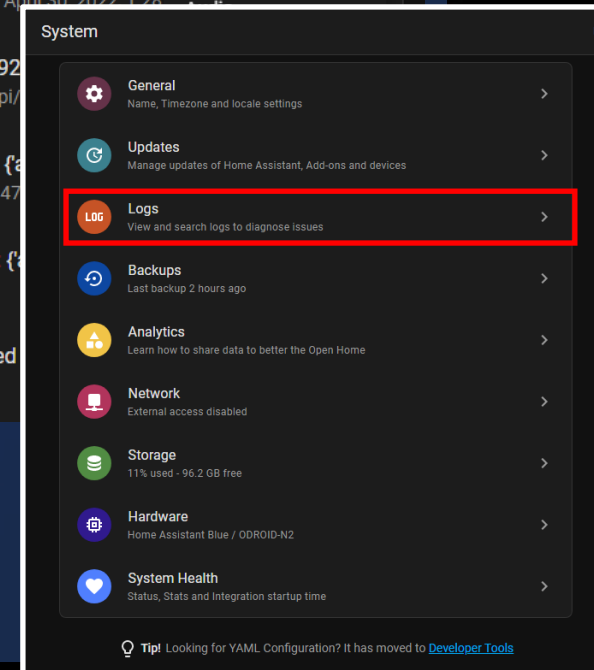 System
General
Name, Timezone and locale settings
Updates
Manage updates of Home Assistant, Add-ons and devices
LOG
Logs
View and search logs to diagnose issues
Backups
Last backup 2 hours ago
Analytics
Learn how to share data to better the Open Home
Network
External access disabled
Storage
11% used - 96.2 GB free
Hardware
Home Assistant Blue / ODROID-N2
System Health
Status, Stats and Integration startup time
Tip! Looking for YAML Configuration? It has moved to Developer Tools
92
pi/
{'a
47
{'a
ed